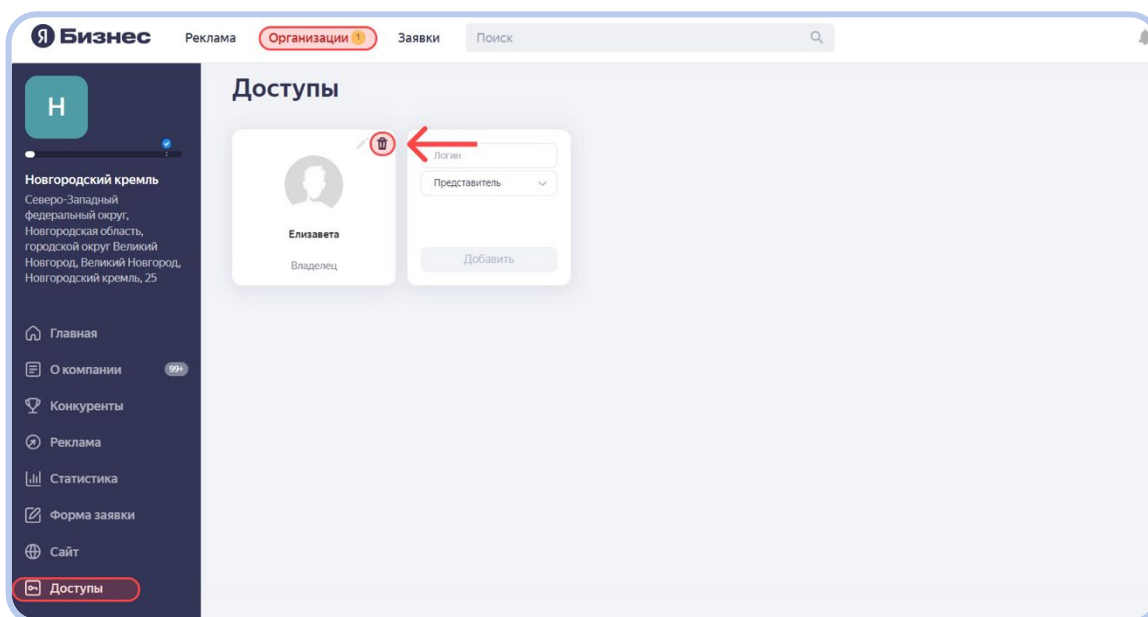 Я Бизнес
Реклама
Организации 1
Заявки
Поиск
Н
Новгородский кремль
Северо-Западный
федеральный округ,
Новгородская область,
городской округ Великий
Новгород, Великий Новгород,
Новгородский кремль, 25
Главная
О компании 99+
Конкуренты
Реклама
Статистика
Форма заявки
Сайт
Доступы
Доступы
Елизавета
Владелец
Логин
Представитель
Добавить